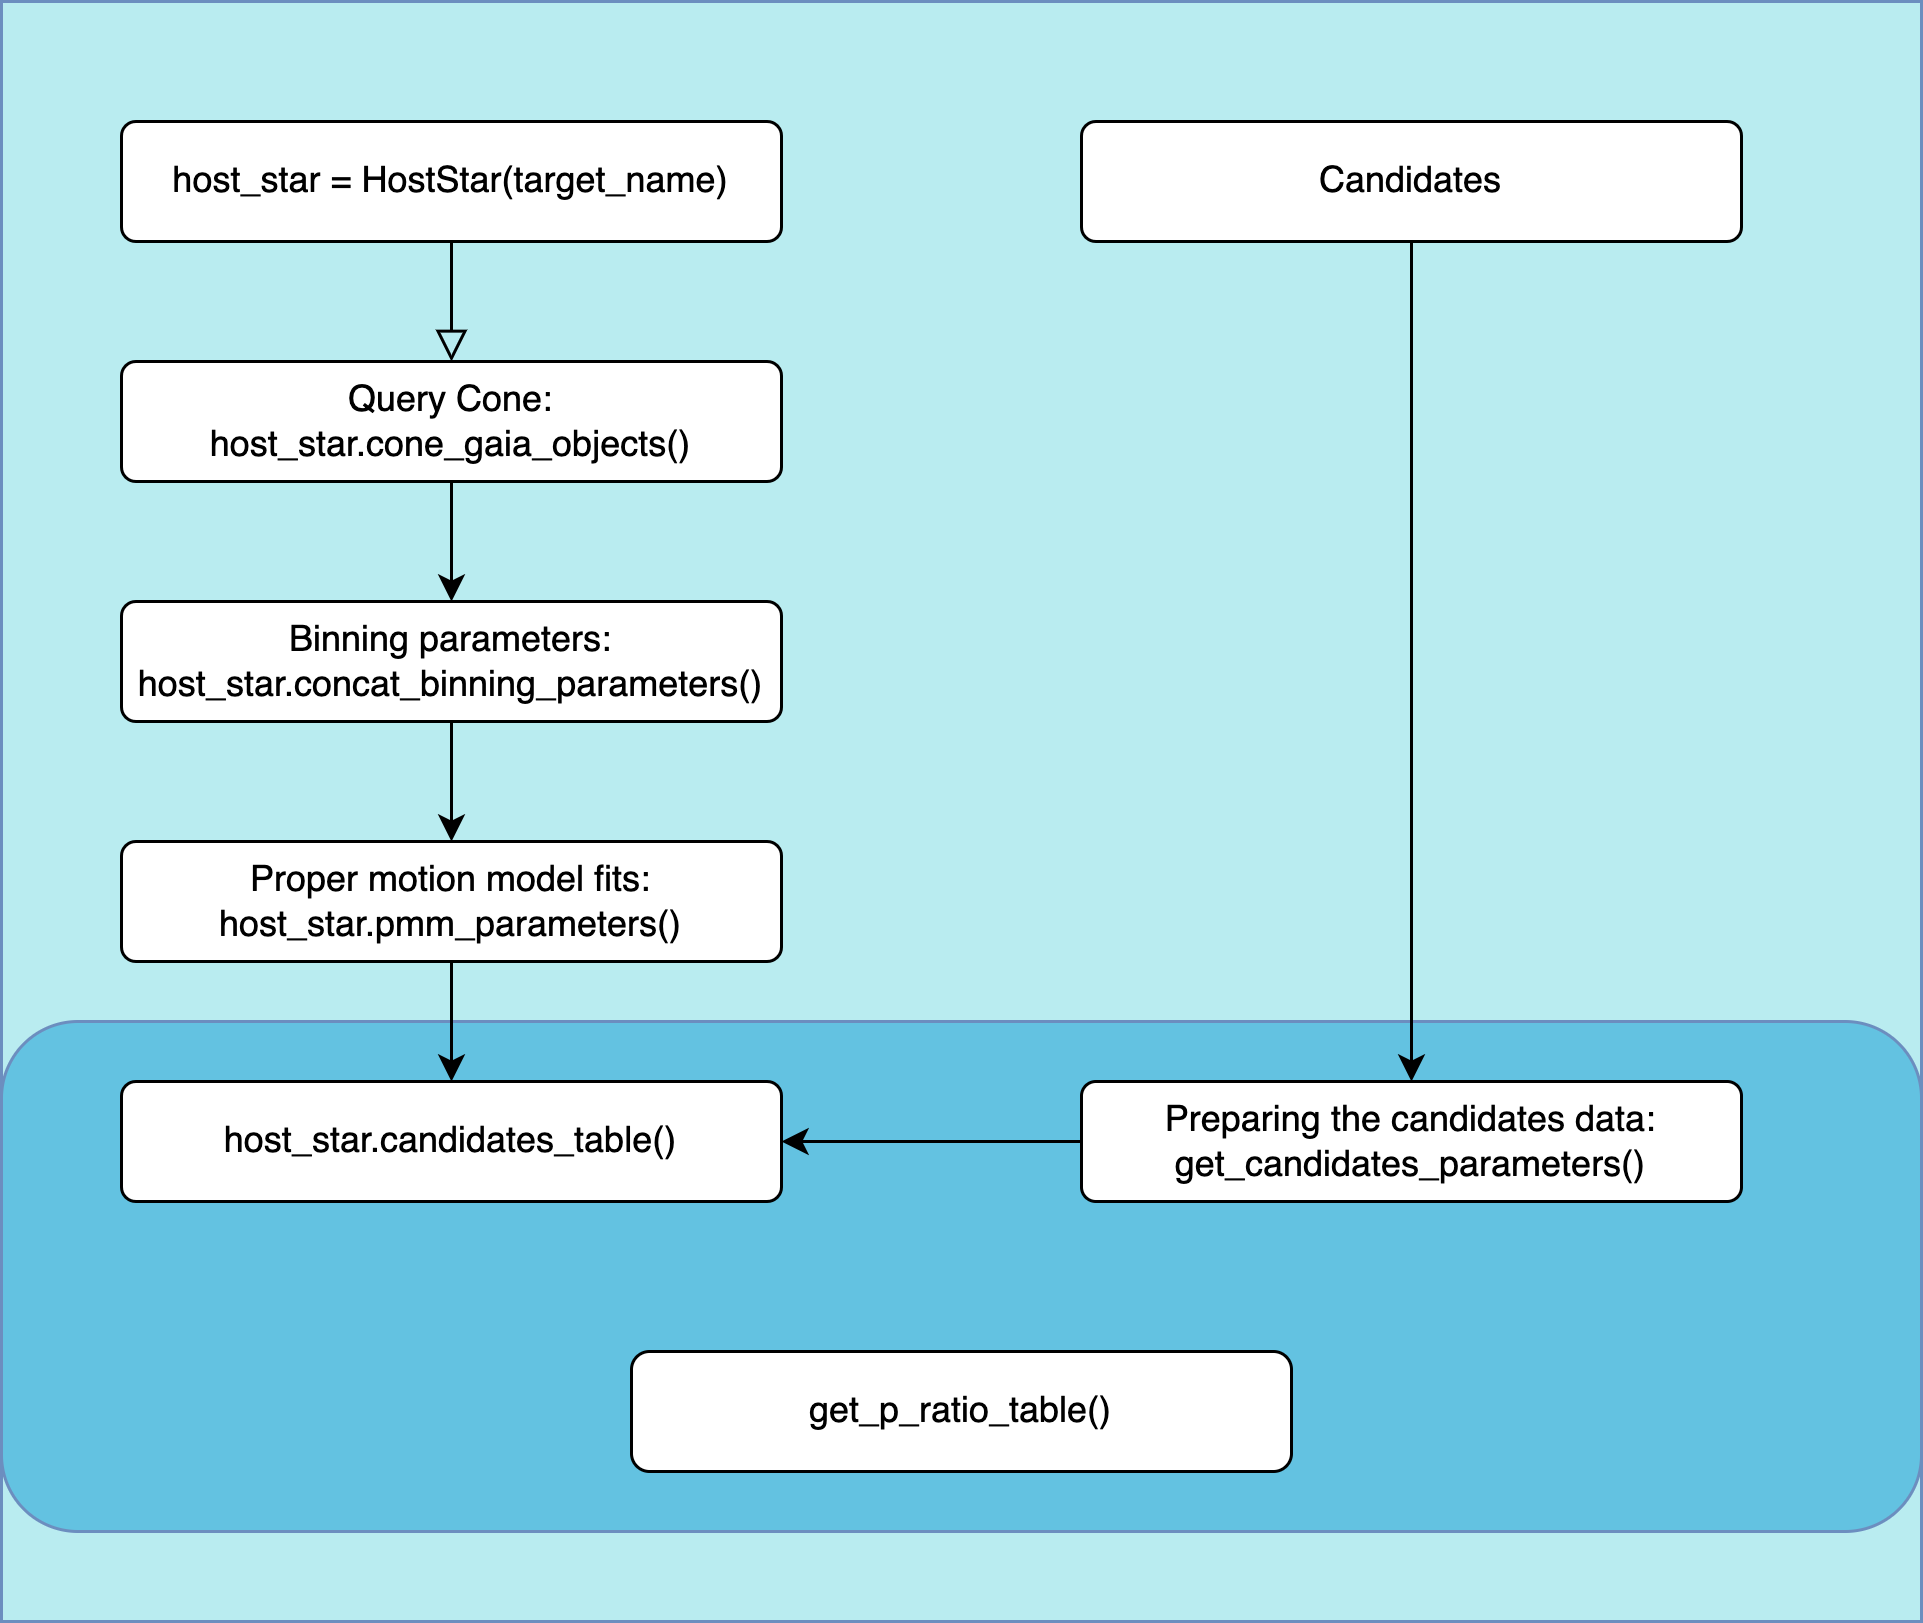 host_star = HostStar(target_name)
Candidates
Query Cone:
host_star.cone_gaia_objects()
Binning parameters:
host_star.concat_binning_parameters()
Proper motion model fits:
host_star.pmm_parameters()
host_star.candidates_table()
Preparing the candidates data:
get_candidates_parameters()
get_p_ratio_table()